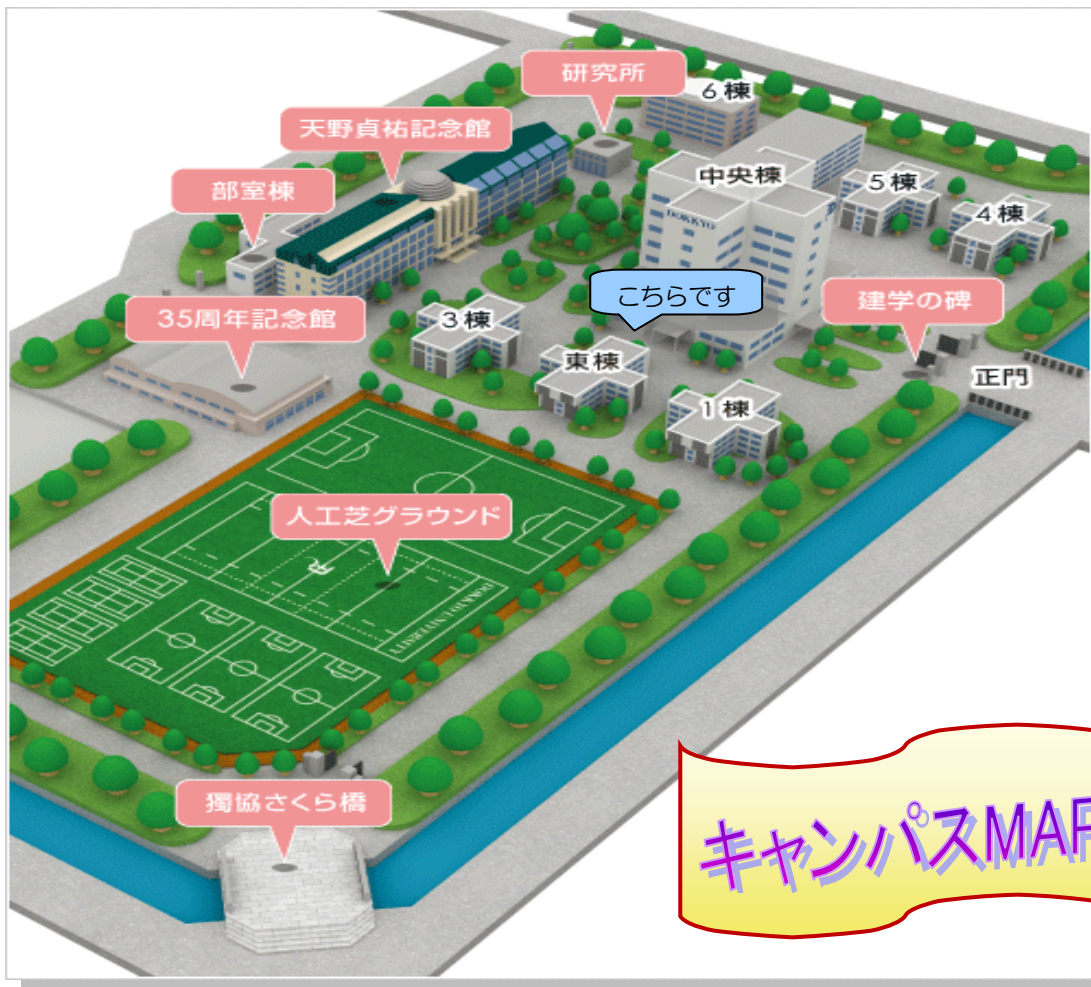 研究所
6棟
天野貞祐記念館
中央棟
5棟
部室棟
4棟
DOKKYO
こちらです
建学の碑
35周年記念館
3棟
東棟
正門
1棟
人工芝グラウンド
DOKKYO UNIVERSITY
獨協さくら橋
キャンパスMAP